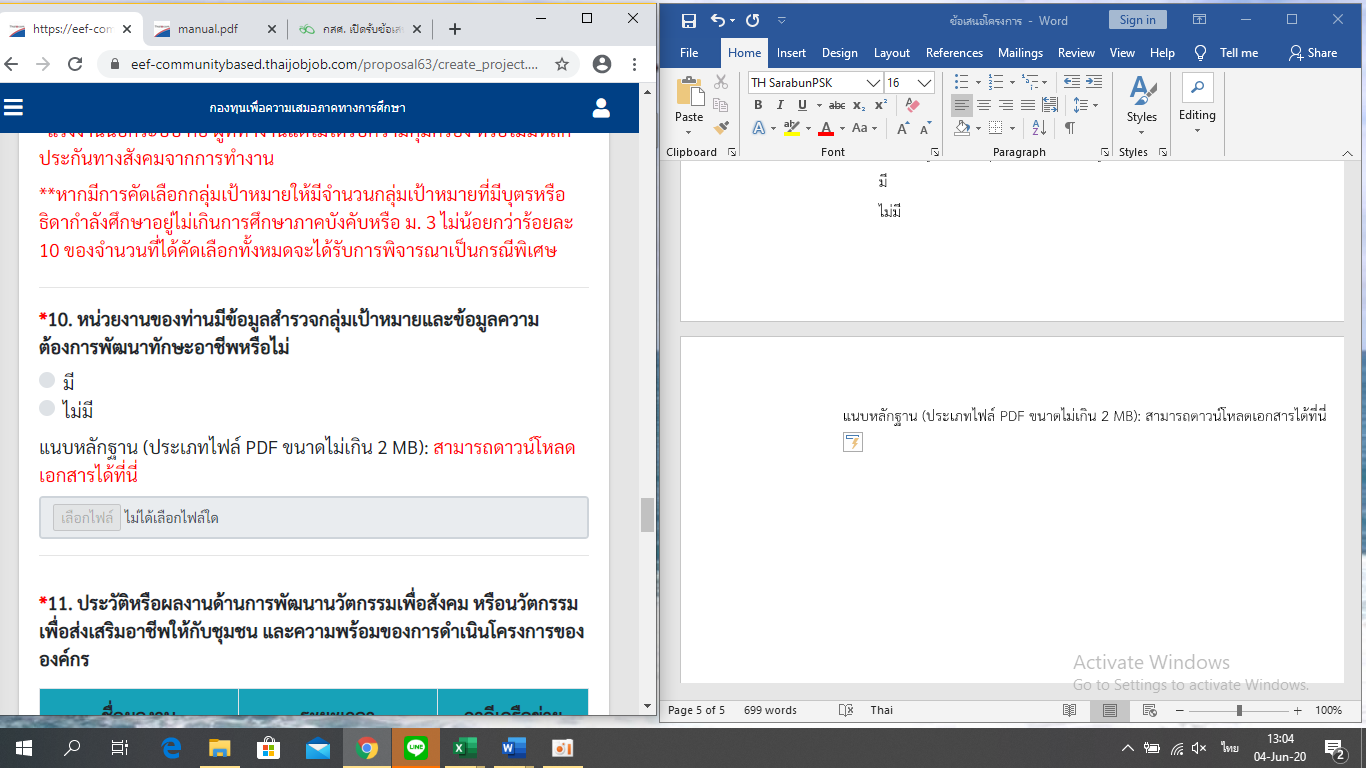 https://eef-com
manual.pdf
กสศ. เปิดรับข้อเส
eef-communitybased.thaijobjob.com/proposal63/create_project....
กองทุนเพื่อความเสมอภาคทางการศึกษา
ประกันทางสังคมจากการทำงาน
**หากมีการคัดเลือกกลุ่มเป้าหมายให้มีจำนวนกลุ่มเป้าหมายที่มีบุตรหรือ
ธิดากำลังศึกษาอยู่ไม่เกินการศึกษาภาคบังคับหรือ ม. 3 ไม่น้อยกว่าร้อยละ
10 ของจำนวนที่ได้คัดเลือกทั้งหมดจะได้รับการพิจารณาเป็นกรณีพิเศษ
*10. หน่วยงานของท่านมีข้อมูลสำรวจกลุ่มเป้าหมายและข้อมูลความ
ต้องการพัฒนาทักษะอาชีพหรือไม่
มี
ไม่มี
แนบหลักฐาน (ประเภทไฟล์ PDF ขนาดไม่เกิน 2 MB): สามารถดาวน์โหลด
เอกสารได้ที่นี่
เลือกไฟล์ ไม่ได้เลือกไฟล์ใด
*11. ประวัติหรือผลงานด้านการพัฒนานวัตกรรมเพื่อสังคม หรือนวัตกรรม
เพื่อส่งเสริมอาชีพให้กับชุมชน และความพร้อมของการดำเนินโครงการของ
องค์กร
ข้อเสนอโครงการ - Word
Sign in
File Home Insert Design Layout References Mailings Review View Help Tell me Share
TH SarabunPSK 16
Paste
B I U abc x₂ x²
A aby A Aa A A
Styles
Editing
Clipboard Font Paragraph Styles
มี
ไม่มี
แนบหลักฐาน (ประเภทไฟล์ PDF ขนาดไม่เกิน 2 MB): สามารถดาวน์โหลดเอกสารได้ที่นี่
Activate Windows
Go to Settings to activate Windows.
Page 5 of 5 699 words Thai 100%
LINE
ไทย
13:04
04-Jun-20
2